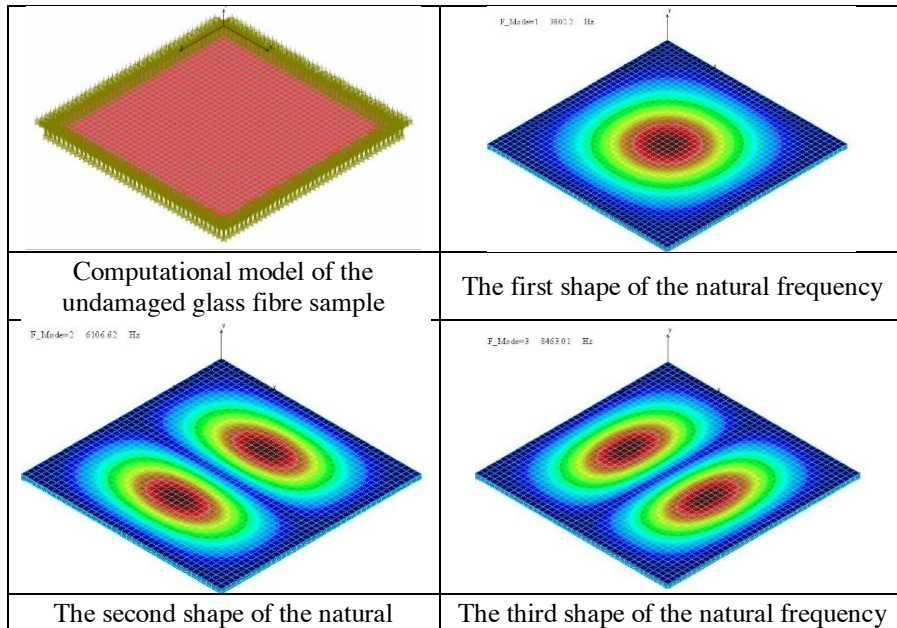 F_Mode=1 3802.2 Hz
Computational model of the
undamaged glass fibre sample
The first shape of the natural frequency
F_Mode=2 6106.62 Hz
F_Mode=3 8463.01 Hz
The second shape of the natural
The third shape of the natural frequency